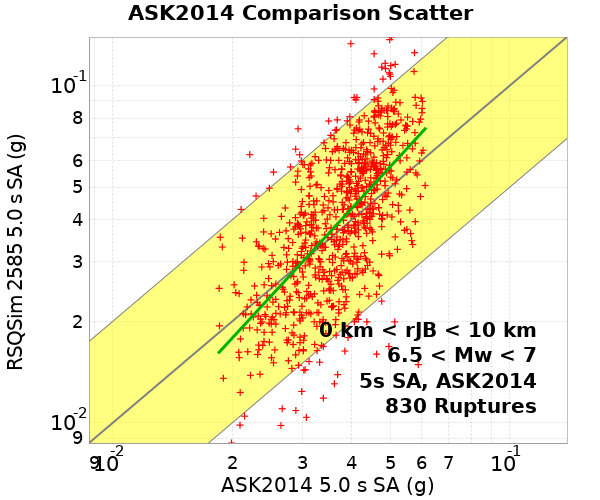 ASK2014 Comparison Scatter
RSQSim 2585 5.0 s SA (g)
10-1
8
6
5
4
3
2
10-2
9
0 km < rJB < 10 km
6.5 < Mw < 7
5s SA, ASK2014
830 Ruptures
9 10-2 2 3 4 5 6 7 10-1
ASK2014 5.0 s SA (g)